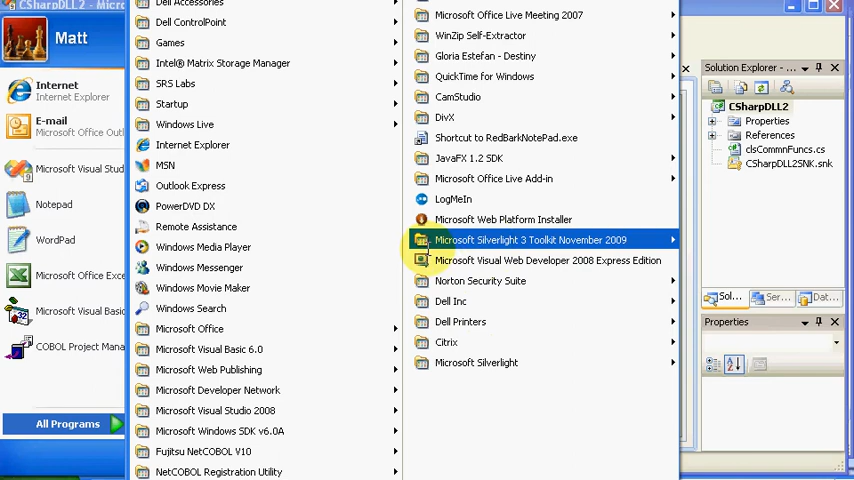 CSharpDLL2 - Micros
Matt
Internet
Internet Explorer
E-mail
Microsoft Office Outl
Microsoft Visual Stud
Notepad
WordPad
Microsoft Office Exce
Microsoft Visual Basi
COBOL Project Mana
All Programs
Dell Accessories
Dell ControlPoint
Games
Intel® Matrix Storage Manager
SRS Labs
Startup
Windows Live
Internet Explorer
MSN
Outlook Express
PowerDVD DX
Remote Assistance
Windows Media Player
Windows Messenger
Windows Movie Maker
Windows Search
Microsoft Office
Microsoft Visual Basic 6.0
Microsoft Web Publishing
Microsoft Developer Network
Microsoft Visual Studio 2008
Microsoft Windows SDK v6.0A
Fujitsu NetCOBOL V10
NetCOBOL Registration Utility
Microsoft Office Live Meeting 2007
WinZip Self-Extractor
Gloria Estefan - Destiny
QuickTime for Windows
CamStudio
DivX
Shortcut to RedBarkNotePad.exe
JavaFX 1.2 SDK
Microsoft Office Live Add-in
LogMeIn
Microsoft Web Platform Installer
Microsoft Silverlight 3 Toolkit November 2009
Microsoft Visual Web Developer 2008 Express Edition
Norton Security Suite
Dell Inc
Dell Printers
Citrix
Microsoft Silverlight
Solution Explorer - ...
CSharpDLL2
Properties
References
clsCommnFuncs.cs
CSharpDLL2SNK.snk
Sol... Ser... Dat...
Properties